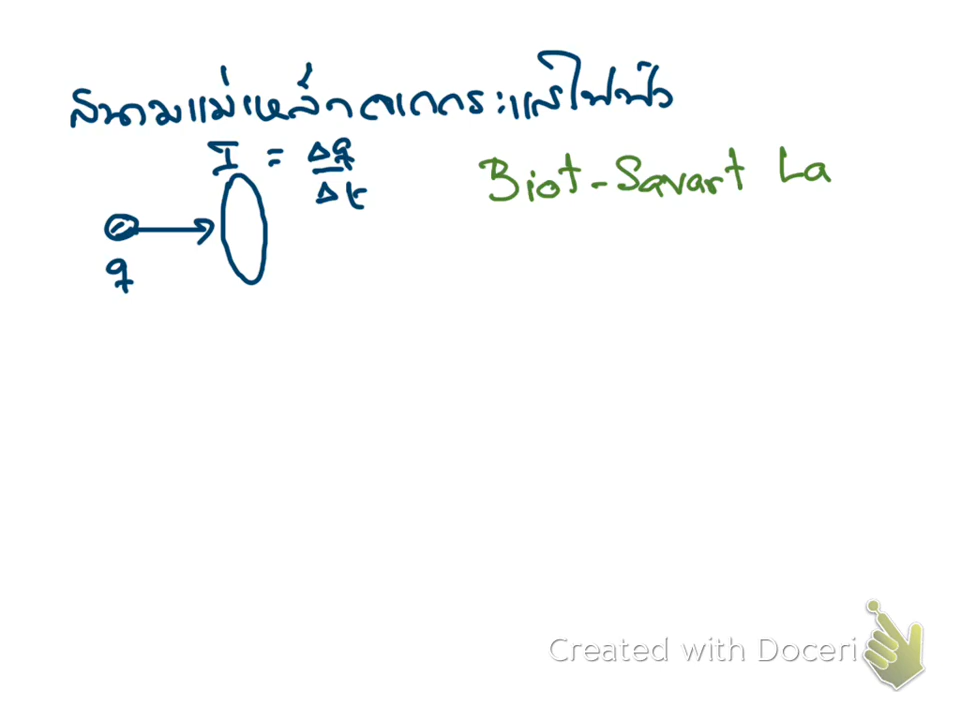 สนามแม่เหล็กจากกระแสไฟฟ้า
I = Δq
Δt
Biot-Savart La
q
Created with Doceri